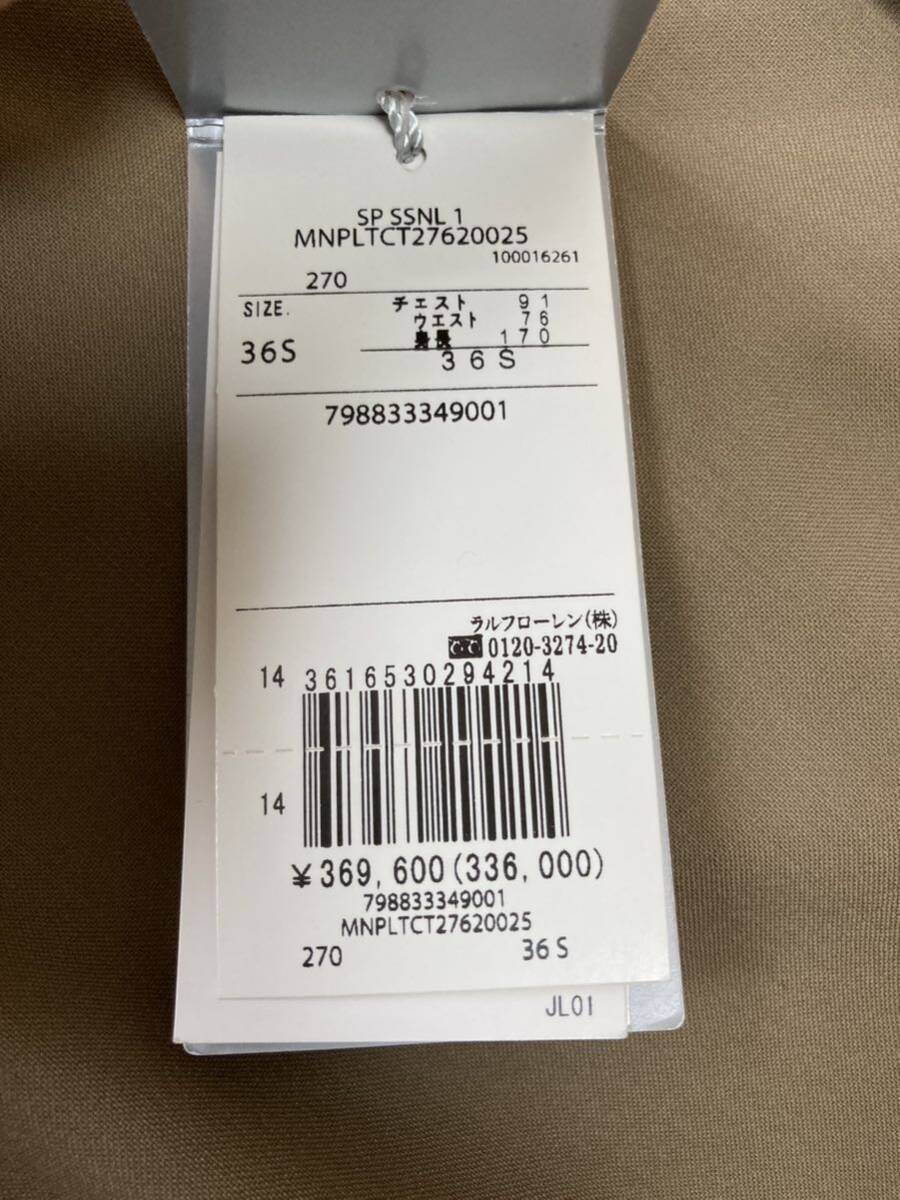 SP SSNL 1
MNPLTCT27620025
100016261
270
SIZE.
チェスト 91
ウエスト 76
身長 170
36S
36S
798833349001
ラルフローレン(株)
0120-3274-20
14 3616530294214
14
¥369,600(336,000)
798833349001
MNPLTCT27620025
270 36S
JL01